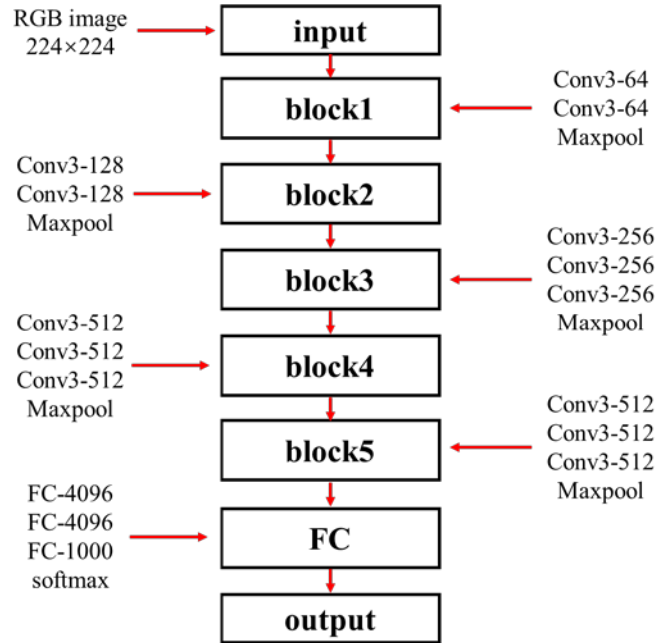 RGB image
224×224
input
block1
Conv3-64
Conv3-64
Maxpool
Conv3-128
Conv3-128
Maxpool
block2
block3
Conv3-256
Conv3-256
Conv3-256
Maxpool
Conv3-512
Conv3-512
Conv3-512
Maxpool
block4
block5
Conv3-512
Conv3-512
Conv3-512
Maxpool
FC-4096
FC-4096
FC-1000
softmax
FC
output